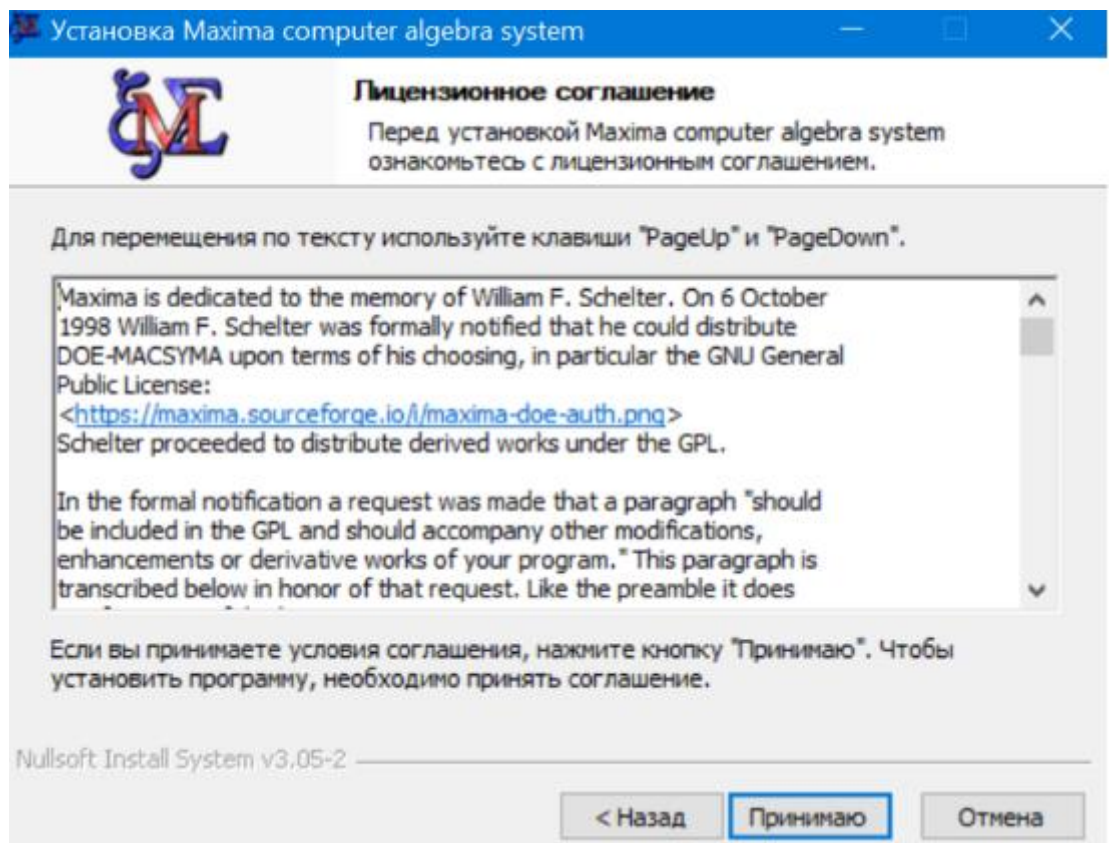 Установка Maxima computer algebra system
Лицензионное соглашение
Перед установкой Maxima computer algebra system
ознакомьтесь с лицензионным соглашением.
Для перемещения по тексту используйте клавиши "PageUp" и "PageDown".
Maxima is dedicated to the memory of William F. Schelter. On 6 October
1998 William F. Schelter was formally notified that he could distribute
DOE-MACSYMA upon terms of his choosing, in particular the GNU General
Public License:
<https://maxima.sourceforge.io/i/maxima-doe-auth.png>
Schelter proceeded to distribute derived works under the GPL.
In the formal notification a request was made that a paragraph "should
be included in the GPL and should accompany other modifications,
enhancements or derivative works of your program." This paragraph is
transcribed below in honor of that request. Like the preamble it does
Если вы принимаете условия соглашения, нажмите кнопку "Принимаю". Чтобы
установить программу, необходимо принять соглашение.
Nullsoft Install System v3.05-2
< Назад Принимаю Отмена